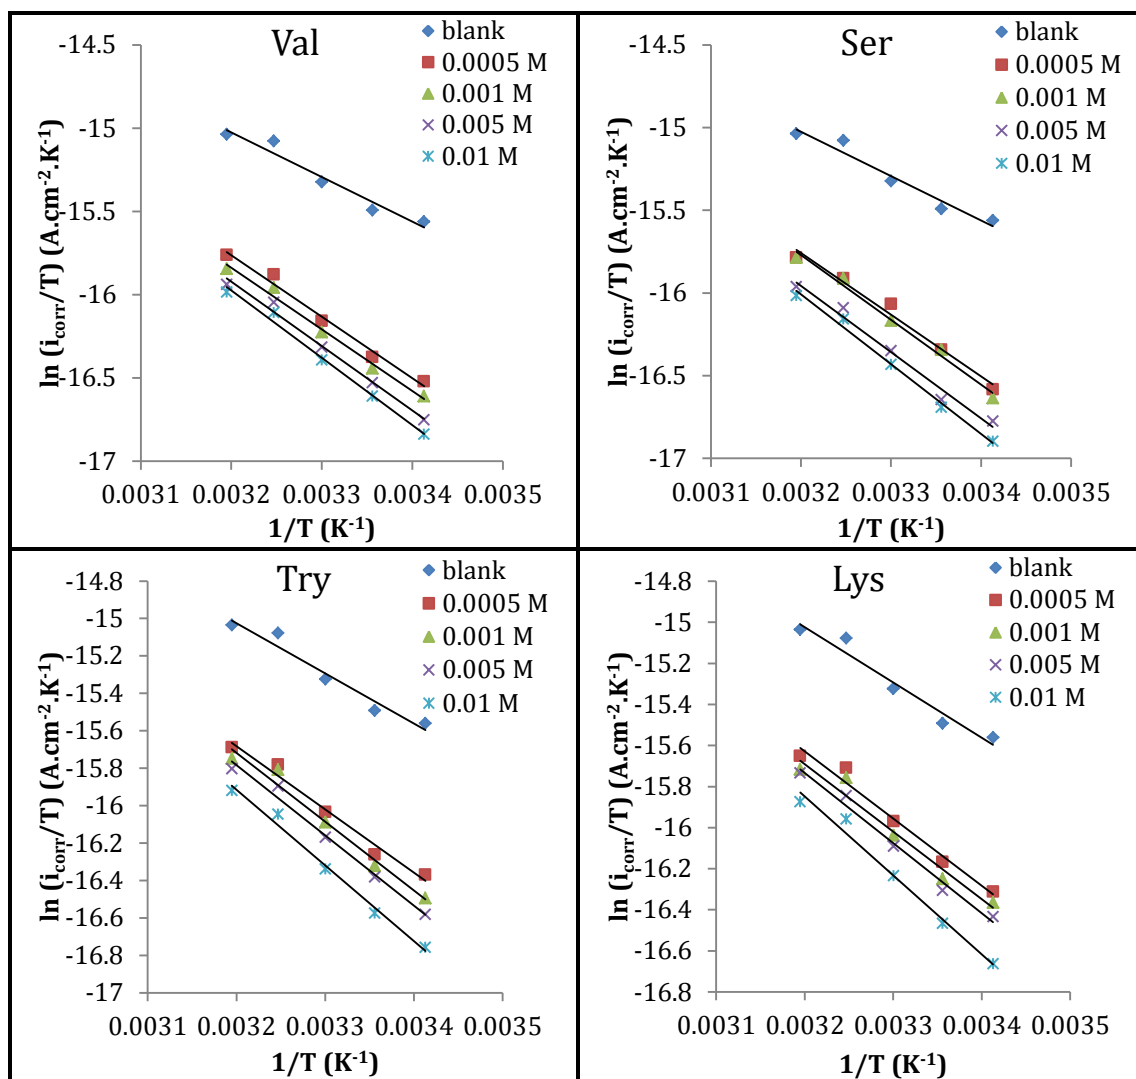 Val
blank
0.0005 M
0.001 M
0.005 M
0.01 M
-14.5
-15
-15.5
-16
-16.5
-17
0.0031 0.0032 0.0033 0.0034 0.0035
ln (i_corr/T) (A.cm⁻².K⁻¹)
1/T (K⁻¹)
Ser
blank
0.0005 M
0.001 M
0.005 M
0.01 M
-14.5
-15
-15.5
-16
-16.5
-17
0.0031 0.0032 0.0033 0.0034 0.0035
ln (i_corr/T) (A.cm⁻².K⁻¹)
1/T (K⁻¹)
Try
blank
0.0005 M
0.001 M
0.005 M
0.01 M
-14.8
-15
-15.2
-15.4
-15.6
-15.8
-16
-16.2
-16.4
-16.6
-16.8
-17
0.0031 0.0032 0.0033 0.0034 0.0035
ln (i_corr/T) (A.cm⁻².K⁻¹)
1/T (K⁻¹)
Lys
blank
0.0005 M
0.001 M
0.005 M
0.01 M
-14.8
-15
-15.2
-15.4
-15.6
-15.8
-16
-16.2
-16.4
-16.6
-16.8
0.0031 0.0032 0.0033 0.0034 0.0035
ln (i_corr/T) (A.cm⁻².K⁻¹)
1/T (K⁻¹)